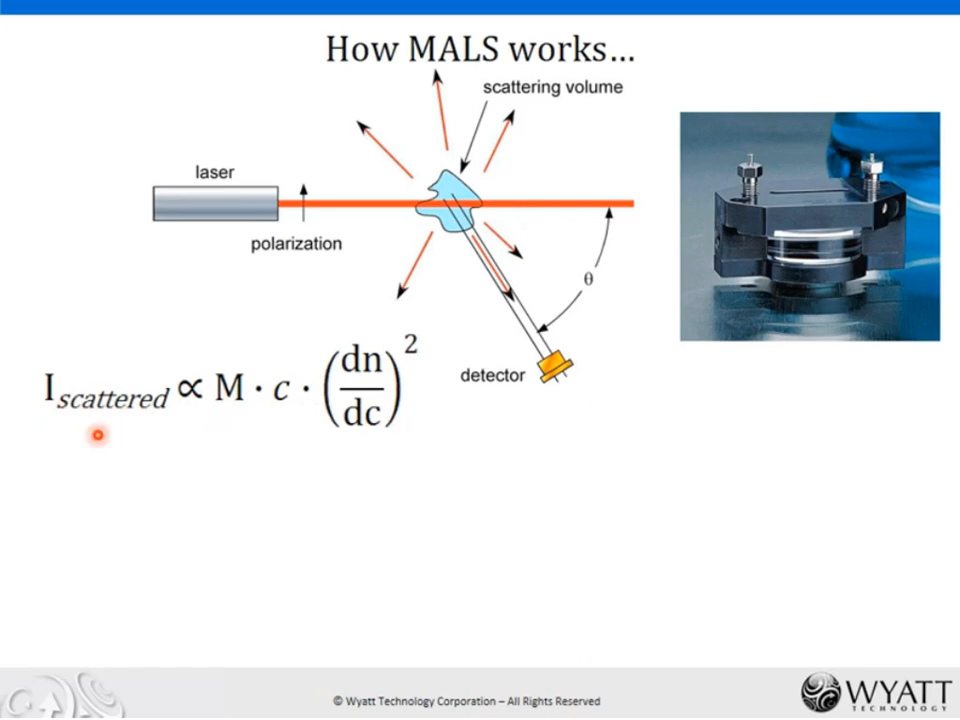 How MALS works...
scattering volume
laser
polarization
θ
detector
I_scattered ∝ M · c · (dn/dc)²
© Wyatt Technology Corporation – All Rights Reserved
WYATT
TECHNOLOGY